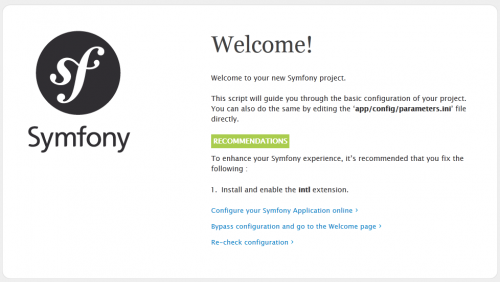 Welcome!
sf
Symfony
Welcome to your new Symfony project.
This script will guide you through the basic configuration of your project.
You can also do the same by editing the 'app/config/parameters.ini' file
directly.
RECOMMENDATIONS
To enhance your Symfony experience, it's recommended that you fix the
following :
1. Install and enable the intl extension.
Configure your Symfony Application online >
Bypass configuration and go to the Welcome page >
Re-check configuration >